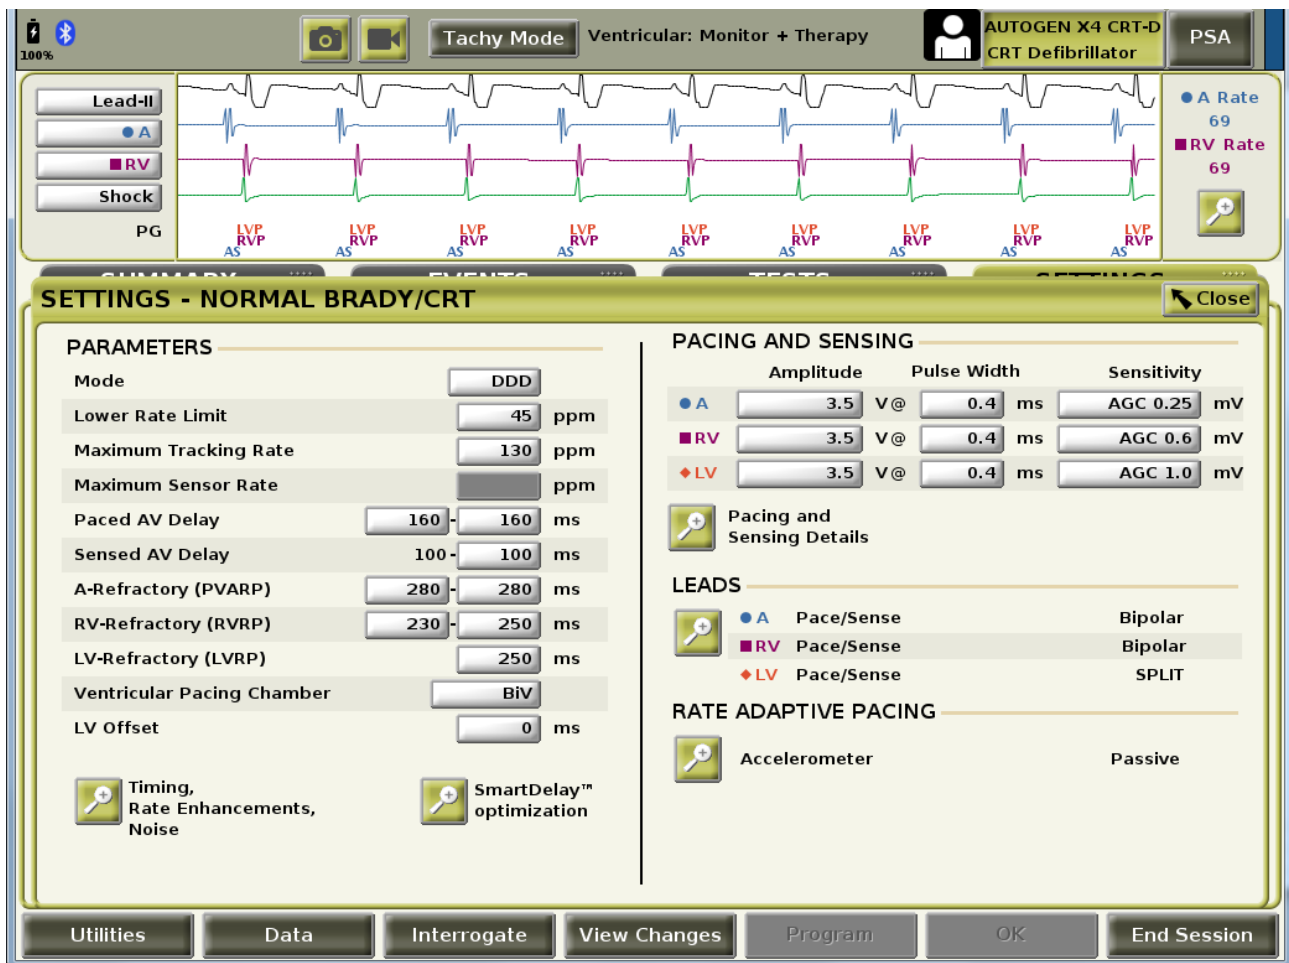 100%
Tachy Mode
Ventricular: Monitor + Therapy
AUTOGEN X4 CRT-D
CRT Defibrillator
PSA
Lead-II
A
RV
Shock
PG
LVP LVP LVP LVP LVP LVP LVP LVP LVP
RVP RVP RVP RVP RVP RVP RVP RVP RVP
AS AS AS AS AS AS AS AS AS
A Rate
69
RV Rate
69
SUMMARY EVENTS TESTS SETTINGS
SETTINGS - NORMAL BRADY/CRT
Close
PARAMETERS
Mode DDD
Lower Rate Limit 45 ppm
Maximum Tracking Rate 130 ppm
Maximum Sensor Rate ppm
Paced AV Delay 160 - 160 ms
Sensed AV Delay 100 - 100 ms
A-Refractory (PVARP) 280 - 280 ms
RV-Refractory (RVRP) 230 - 250 ms
LV-Refractory (LVRP) 250 ms
Ventricular Pacing Chamber BiV
LV Offset 0 ms
Timing,
Rate Enhancements,
Noise
SmartDelay™
optimization
PACING AND SENSING
Amplitude Pulse Width Sensitivity
A 3.5 V@ 0.4 ms AGC 0.25 mV
RV 3.5 V@ 0.4 ms AGC 0.6 mV
LV 3.5 V@ 0.4 ms AGC 1.0 mV
Pacing and
Sensing Details
LEADS
A Pace/Sense Bipolar
RV Pace/Sense Bipolar
LV Pace/Sense SPLIT
RATE ADAPTIVE PACING
Accelerometer Passive
Utilities Data Interrogate View Changes Program OK End Session